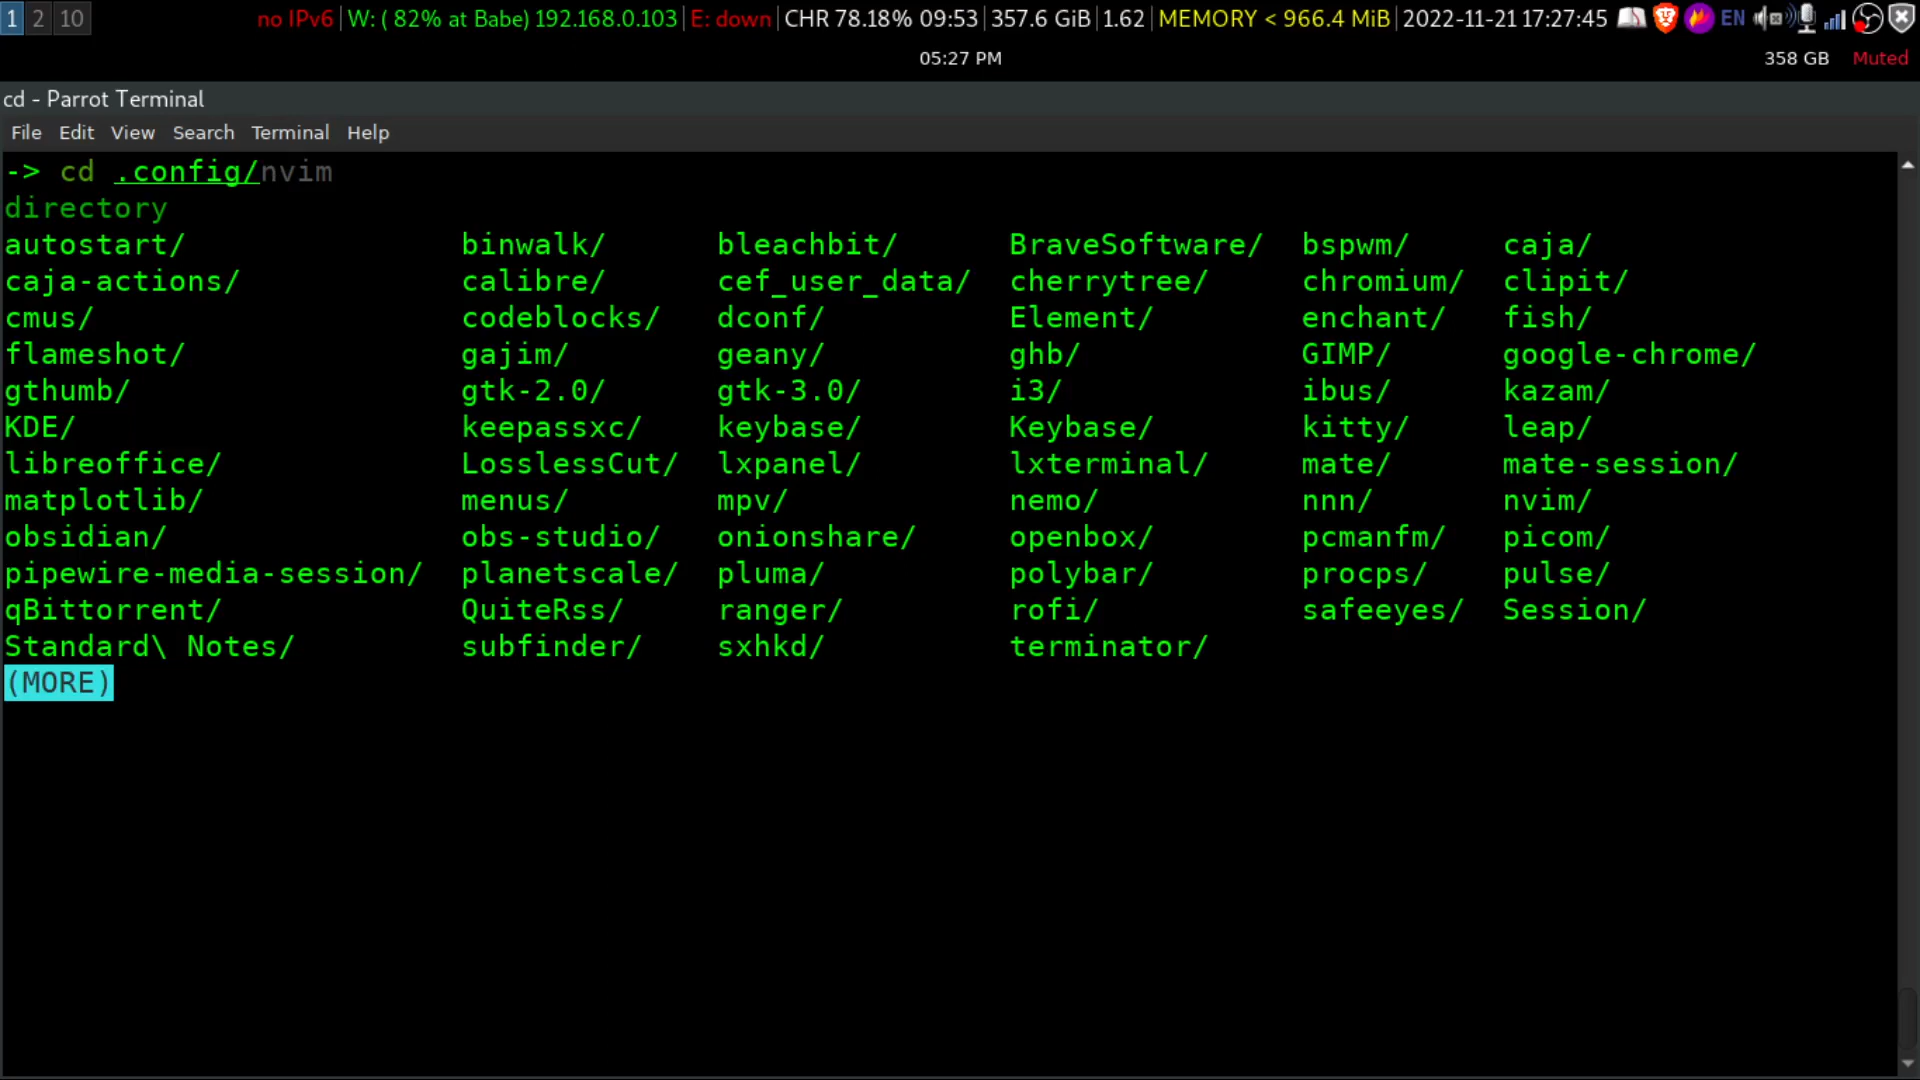 1 2 10 no IPv6 W: ( 82% at Babe) 192.168.0.103 E: down CHR 78.18% 09:53 357.6 GiB 1.62 MEMORY < 966.4 MiB 2022-11-21 17:27:45 EN
05:27 PM 358 GB Muted
cd - Parrot Terminal
File Edit View Search Terminal Help
-> cd .config/nvim
directory
autostart/ binwalk/ bleachbit/ BraveSoftware/ bspwm/ caja/
caja-actions/ calibre/ cef_user_data/ cherrytree/ chromium/ clipit/
cmus/ codeblocks/ dconf/ Element/ enchant/ fish/
flameshot/ gajim/ geany/ ghb/ GIMP/ google-chrome/
gthumb/ gtk-2.0/ gtk-3.0/ i3/ ibus/ kazam/
KDE/ keepassxc/ keybase/ Keybase/ kitty/ leap/
libreoffice/ LosslessCut/ lxpanel/ lxterminal/ mate/ mate-session/
matplotlib/ menus/ mpv/ nemo/ nnn/ nvim/
obsidian/ obs-studio/ onionshare/ openbox/ pcmanfm/ picom/
pipewire-media-session/ planetscale/ pluma/ polybar/ procps/ pulse/
qBittorrent/ QuiteRss/ ranger/ rofi/ safeeyes/ Session/
Standard\ Notes/ subfinder/ sxhkd/ terminator/
(MORE)